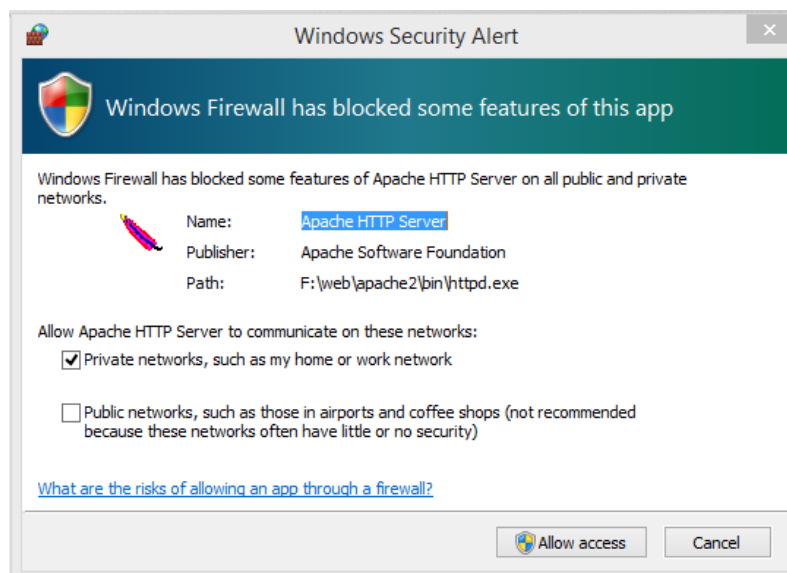 Windows Security Alert
Windows Firewall has blocked some features of this app
Windows Firewall has blocked some features of Apache HTTP Server on all public and private
networks.
Name: Apache HTTP Server
Publisher: Apache Software Foundation
Path: F:\web\apache2\bin\httpd.exe
Allow Apache HTTP Server to communicate on these networks:
Private networks, such as my home or work network
Public networks, such as those in airports and coffee shops (not recommended
because these networks often have little or no security)
What are the risks of allowing an app through a firewall?
Allow access Cancel